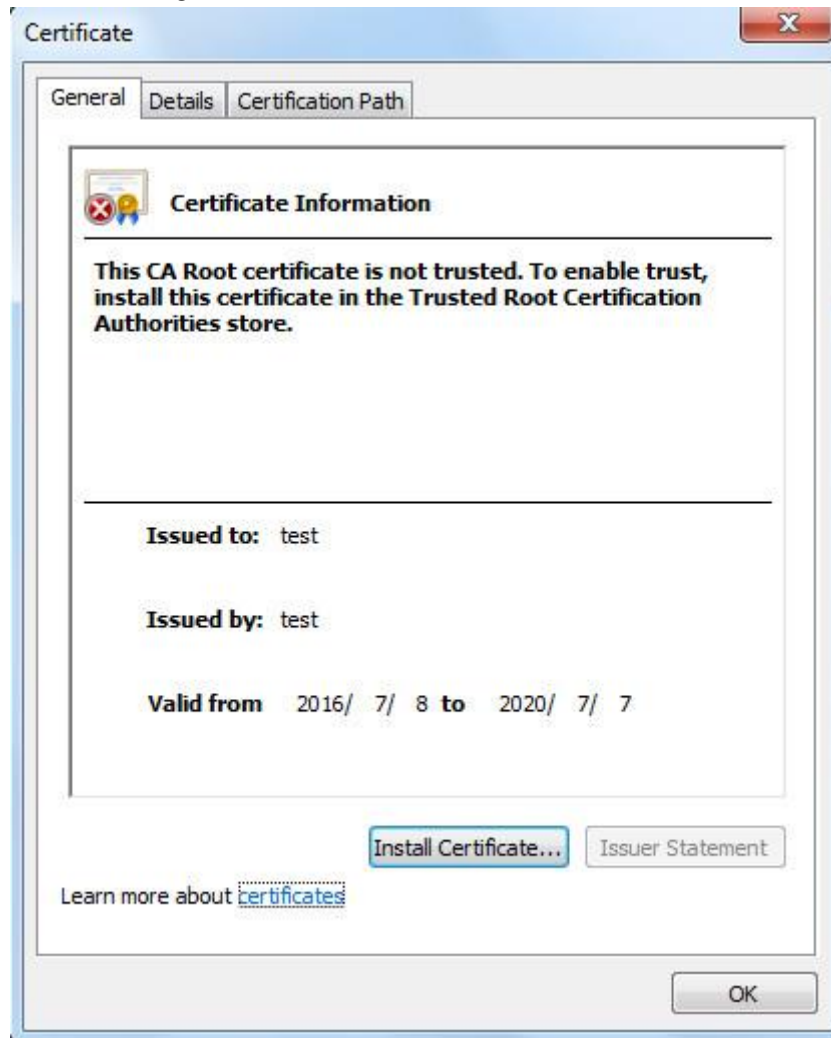 Certificate
General Details Certification Path
Certificate Information
This CA Root certificate is not trusted. To enable trust,
install this certificate in the Trusted Root Certification
Authorities store.
Issued to: test
Issued by: test
Valid from 2016/ 7/ 8 to 2020/ 7/ 7
Install Certificate... Issuer Statement
Learn more about certificates
OK